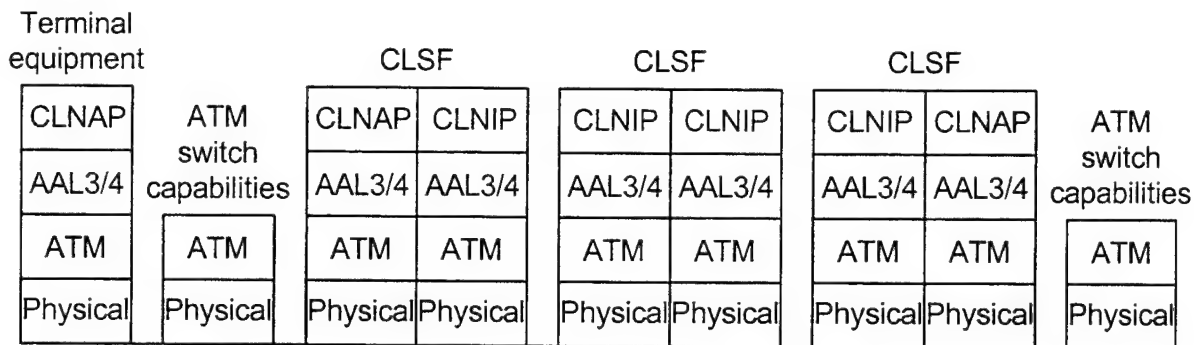 Terminal
equipment
CLSF
CLSF
CLSF
CLNAP
ATM
switch
capabilities
CLNAP CLNIP
CLNIP CLNIP
CLNIP CLNAP
ATM
switch
capabilities
AAL3/4
AAL3/4 AAL3/4
AAL3/4 AAL3/4
AAL3/4 AAL3/4
ATM
ATM
ATM ATM
ATM ATM
ATM ATM
ATM
Physical
Physical
Physical Physical
Physical Physical
Physical Physical
Physical